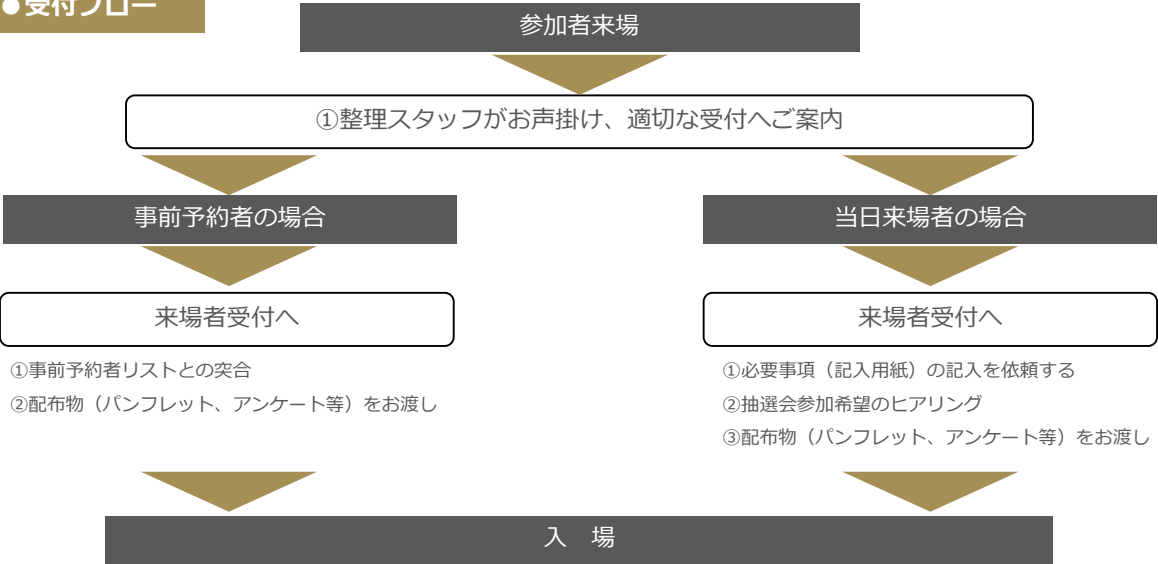 ●受付フロー
参加者来場
①整理スタッフがお声掛け、適切な受付へご案内
事前予約者の場合
来場者受付へ
①事前予約者リストとの突合
②配布物（パンフレット、アンケート等）をお渡し
当日来場者の場合
来場者受付へ
①必要事項（記入用紙）の記入を依頼する
②抽選会参加希望のヒアリング
③配布物（パンフレット、アンケート等）をお渡し
入　場